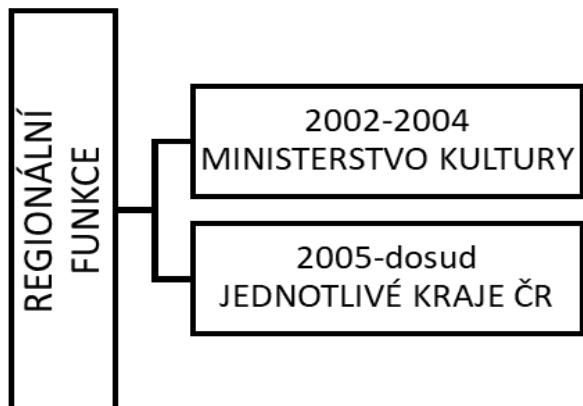 REGIONÁLNÍ
FUNKCE
2002-2004
MINISTERSTVO KULTURY
2005-dosud
JEDNOTLIVÉ KRAJE ČR